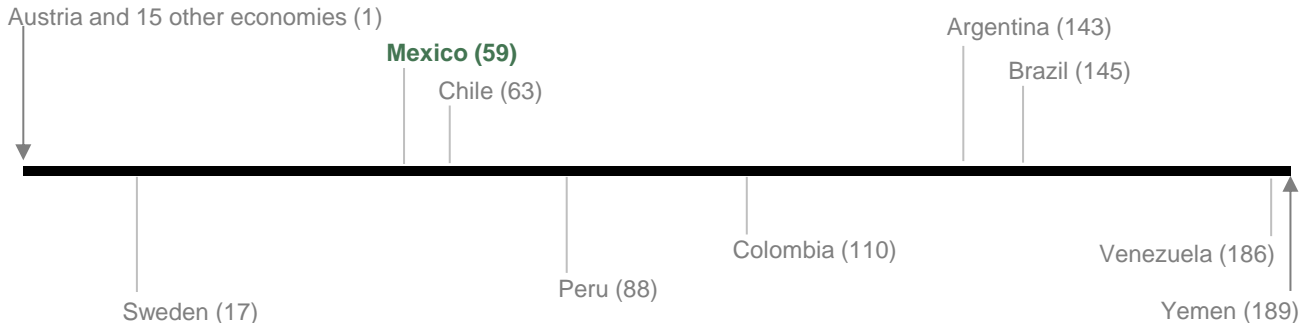 Austria and 15 other economies (1)
Argentina (143)
Mexico (59)
Brazil (145)
Chile (63)
Colombia (110)
Venezuela (186)
Peru (88)
Sweden (17)
Yemen (189)